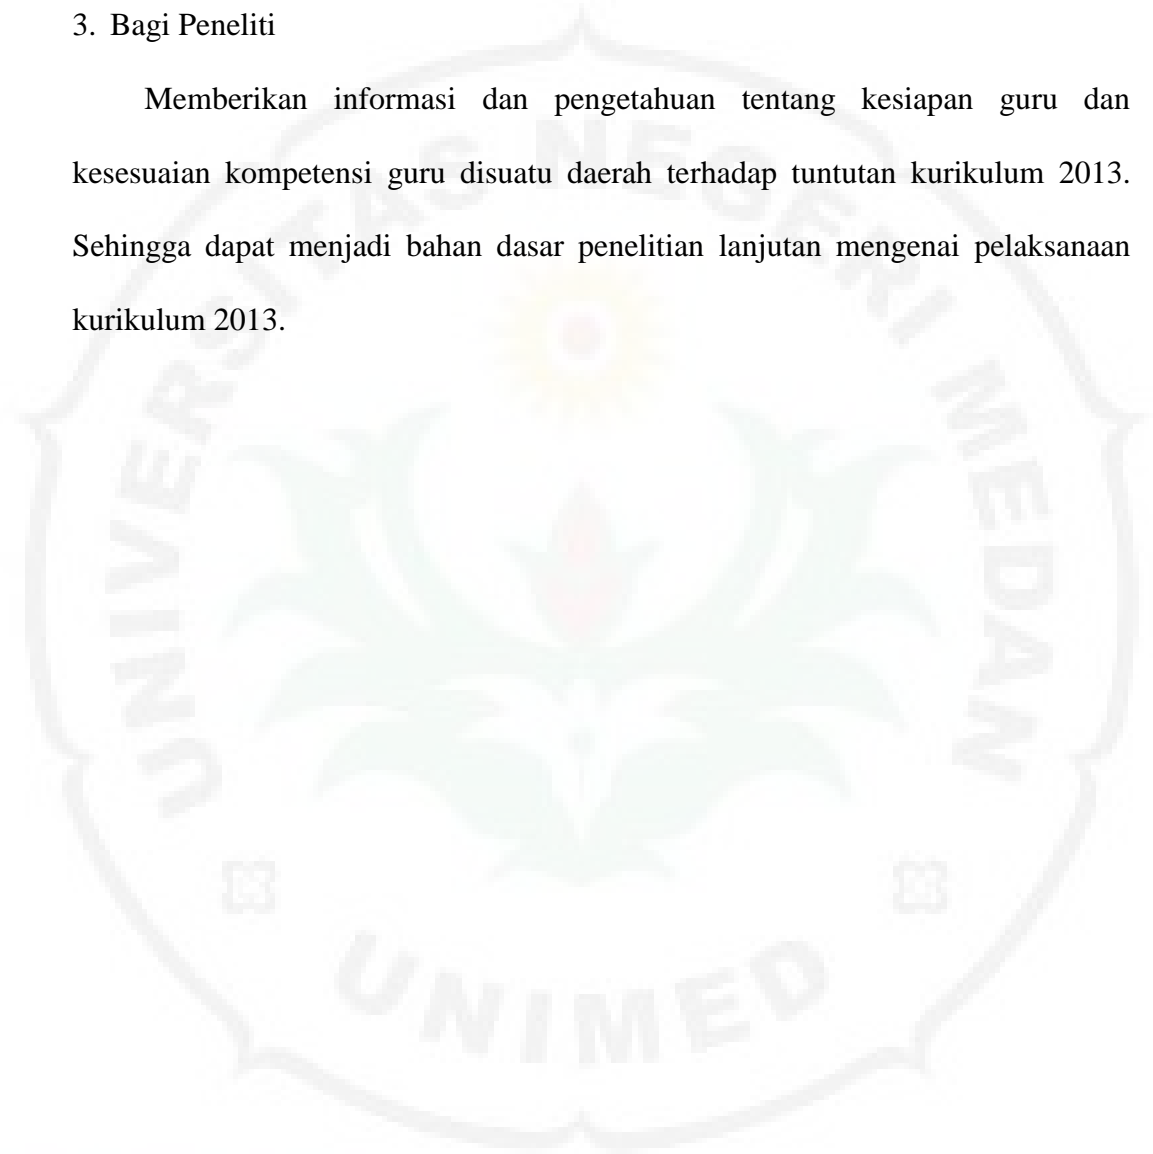 3. Bagi Peneliti
Memberikan informasi dan pengetahuan tentang kesiapan guru dan
kesesuaian kompetensi guru disuatu daerah terhadap tuntutan kurikulum 2013.
Sehingga dapat menjadi bahan dasar penelitian lanjutan mengenai pelaksanaan
kurikulum 2013.
UNIVERSITAS NEGERI MEDAN
UNIMED